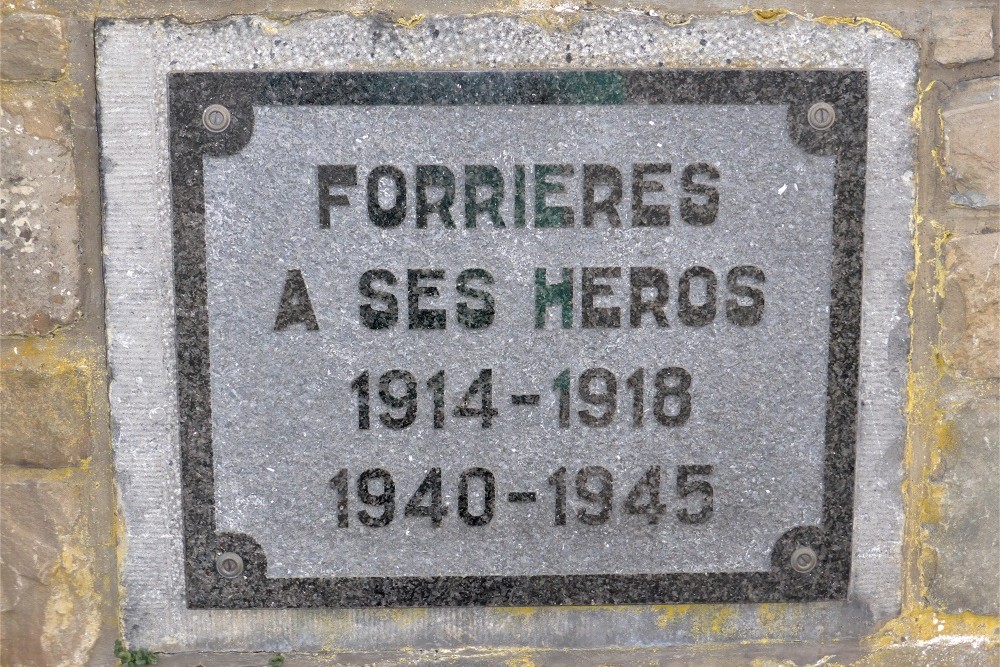 FORRIERES
A SES HEROS
1914-1918
1940-1945